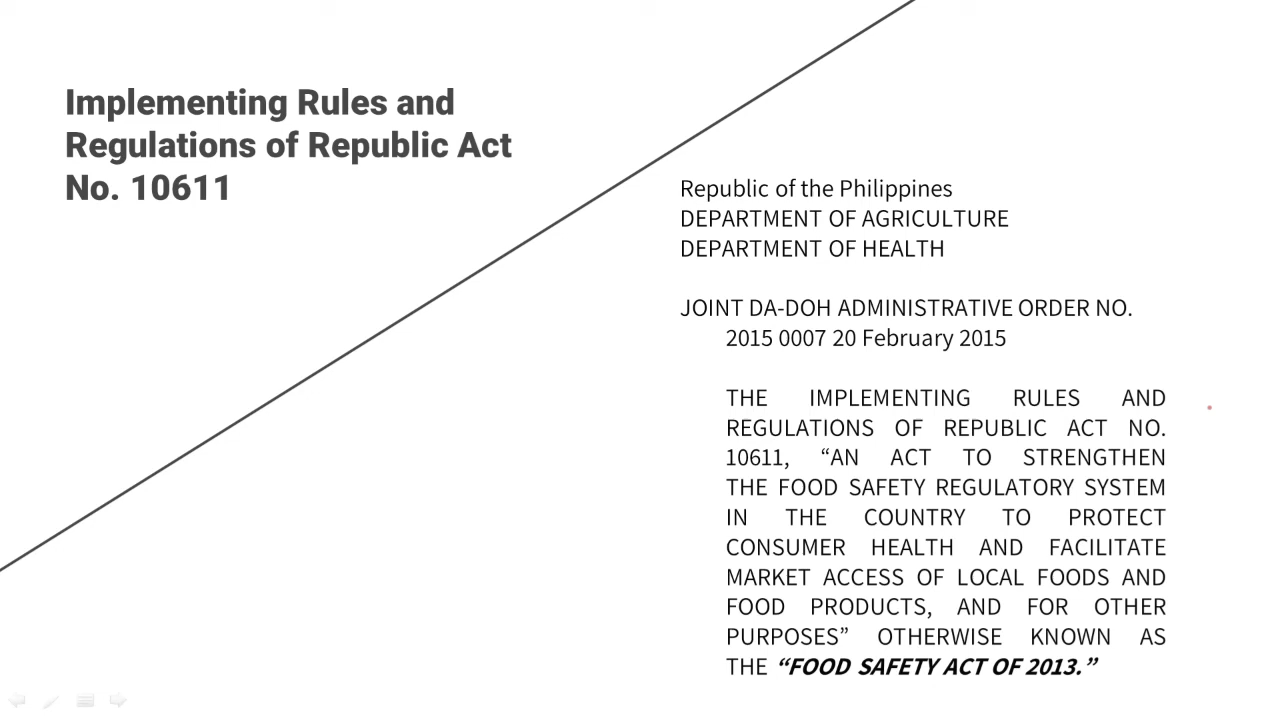 Implementing Rules and
Regulations of Republic Act
No. 10611
Republic of the Philippines
DEPARTMENT OF AGRICULTURE
DEPARTMENT OF HEALTH
JOINT DA-DOH ADMINISTRATIVE ORDER NO.
2015 0007 20 February 2015
THE IMPLEMENTING RULES AND
REGULATIONS OF REPUBLIC ACT NO.
10611, “AN ACT TO STRENGTHEN
THE FOOD SAFETY REGULATORY SYSTEM
IN THE COUNTRY TO PROTECT
CONSUMER HEALTH AND FACILITATE
MARKET ACCESS OF LOCAL FOODS AND
FOOD PRODUCTS, AND FOR OTHER
PURPOSES” OTHERWISE KNOWN AS
THE “FOOD SAFETY ACT OF 2013.”